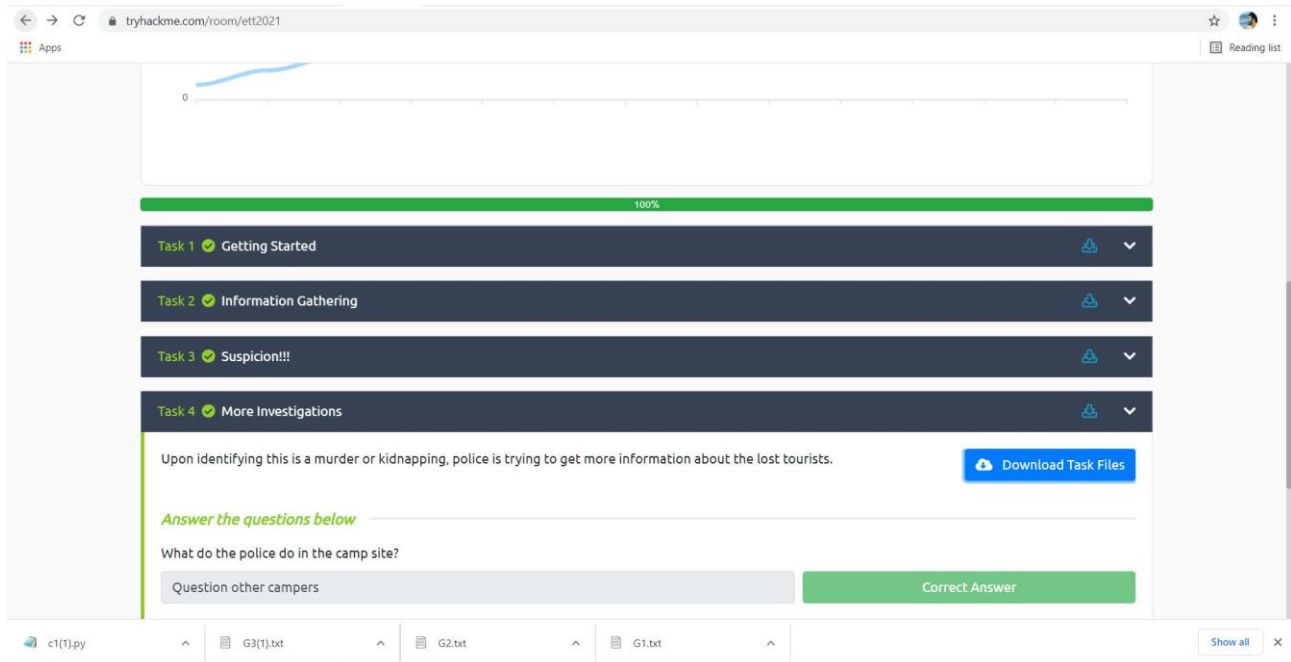 tryhackme.com/room/ett2021
Apps
Reading list
0
100%
Task 1 Getting Started
Task 2 Information Gathering
Task 3 Suspicion!!!
Task 4 More Investigations
Upon identifying this is a murder or kidnapping, police is trying to get more information about the lost tourists.
Download Task Files
Answer the questions below
What do the police do in the camp site?
Question other campers
Correct Answer
c1(1).py
G3(1).txt
G2.txt
G1.txt
Show all